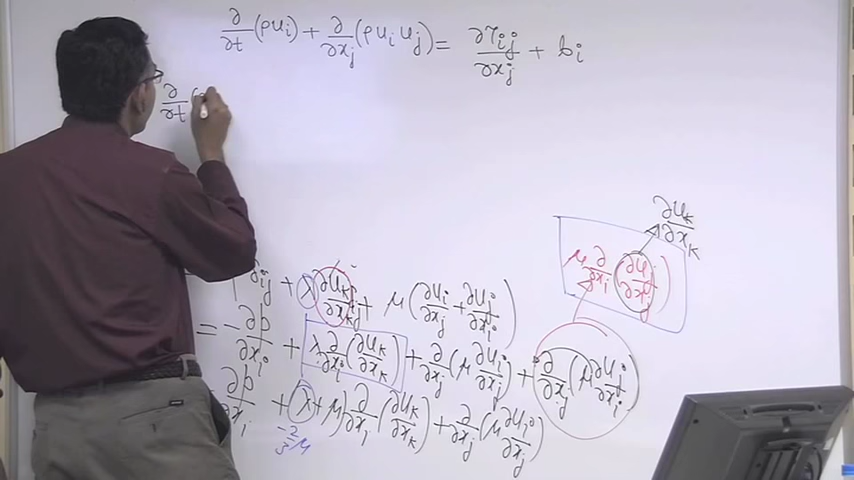 ∂/∂t (ρu_i) + ∂/∂x_j (ρu_i u_j) = ∂τ_ij/∂x_j + b_i
∂/∂t (
∂u_k/∂x_k
μ ∂/∂x_i (∂u_j/∂x_j)
δ_ij + λ ∂u_k/∂x_k + μ (∂u_i/∂x_j + ∂u_j/∂x_i)
= -∂p/∂x_i + λ ∂/∂x_i (∂u_k/∂x_k) + ∂/∂x_j (μ ∂u_i/∂x_j) + ∂/∂x_j (μ ∂u_j/∂x_i)
∂p/∂x_i + (λ + μ) ∂/∂x_i (∂u_k/∂x_k) + ∂/∂x_j (μ ∂u_i/∂x_j)
-2/3 μ